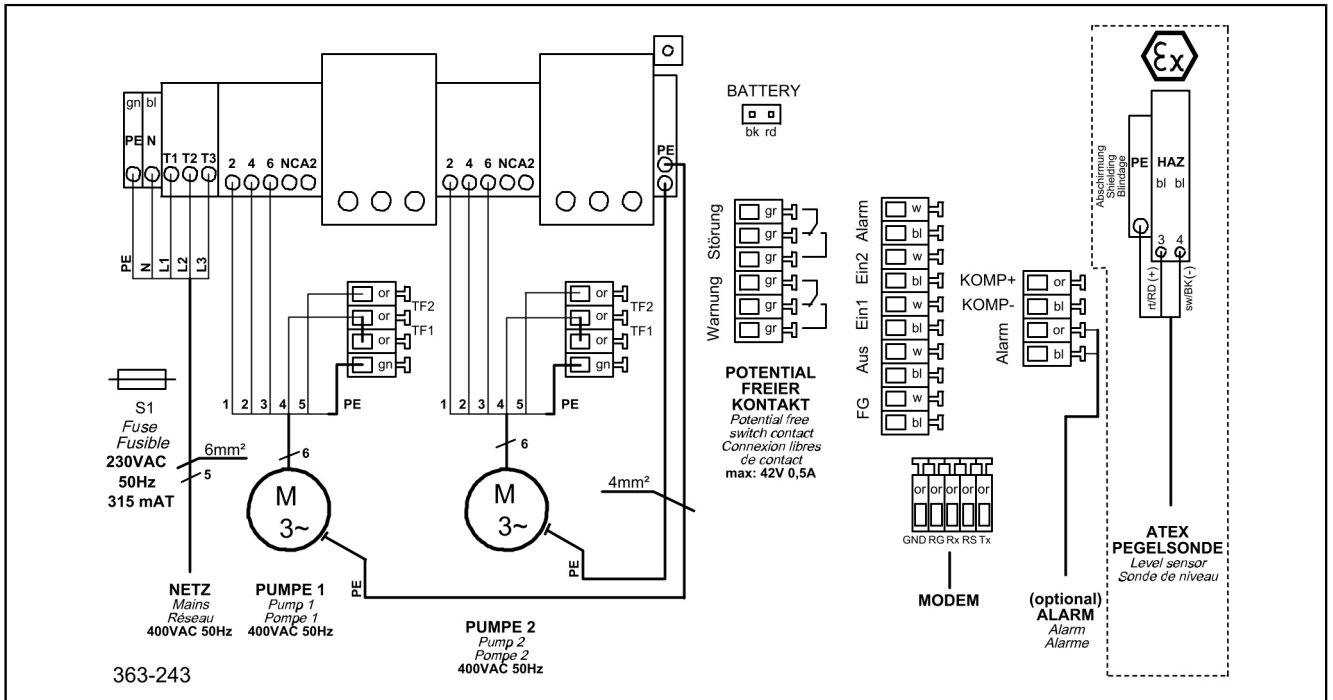 gn bl
PE N
T1 T2 T3
2 4 6 NCA2
2 4 6 NCA2
PE
PE
N
L1
L2
L3
or
or
or
gn
TF2
TF1
or
or
or
gn
TF2
TF1
1 2 3 4 5 PE
1 2 3 4 5 PE
S1
Fuse
Fusible
230VAC
50Hz
315 mAT
6mm²
5
6
6
M
3~
M
3~
4mm²
PE
PE
NETZ
Mains
Réseau
400VAC 50Hz
PUMPE 1
Pump 1
Pompe 1
400VAC 50Hz
PUMPE 2
Pump 2
Pompe 2
400VAC 50Hz
363-243
BATTERY
bk rd
Störung
Warnung
gr
gr
gr
gr
gr
gr
POTENTIAL
FREIER
KONTAKT
Potential free
switch contact
Connexion libres
de contact
max: 42V 0,5A
Alarm
Ein2
Ein1
Aus
FG
w
bl
w
bl
w
bl
w
bl
w
bl
or or or or or
GND RG Rx RS Tx
MODEM
KOMP+
KOMP-
Alarm
or
bl
or
bl
(optional)
ALARM
Alarm
Alarme
εx
Abschirmung
Shielding
Blindage
PE
HAZ
bl bl
3 4
rt/RD (+)
sw/BK(-)
ATEX
PEGELSONDE
Level sensor
Sonde de niveau